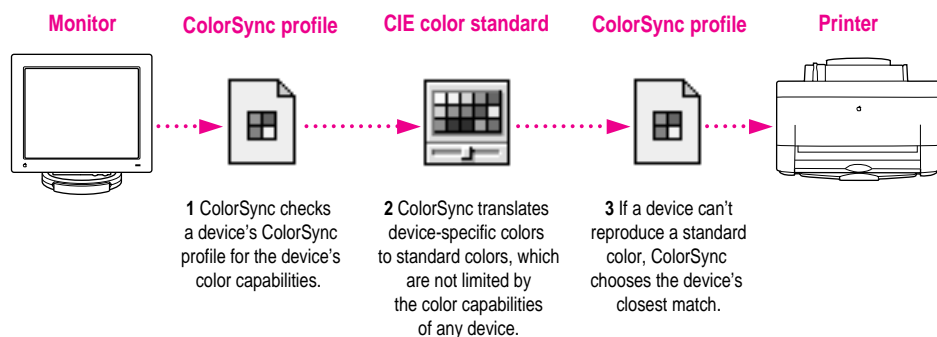 Monitor
ColorSync profile
CIE color standard
ColorSync profile
Printer
1 ColorSync checks
a device's ColorSync
profile for the device's
color capabilities.
2 ColorSync translates
device-specific colors
to standard colors, which
are not limited by
the color capabilities
of any device.
3 If a device can't
reproduce a standard
color, ColorSync
chooses the device's
closest match.